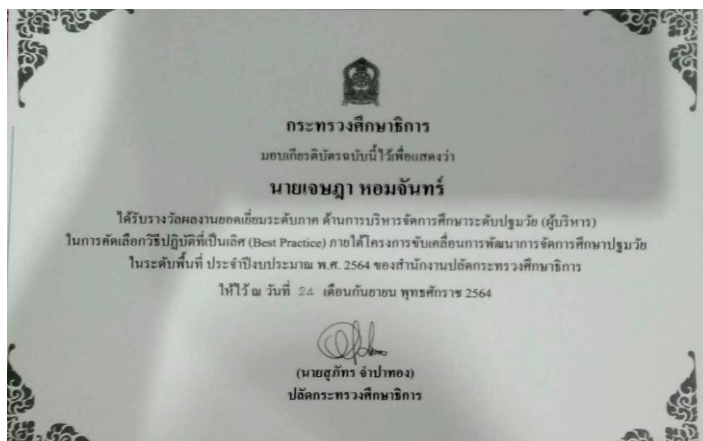 กระทรวงศึกษาธิการ
มอบเกียรติบัตรฉบับนี้ไว้เพื่อแสดงว่า
นายเจษฎา หอมจันทร์
ได้รับรางวัลผลงานยอดเยี่ยมระดับภาค ด้านการบริหารจัดการศึกษาระดับปฐมวัย (ผู้บริหาร)
ในการคัดเลือกวิธีปฏิบัติที่เป็นเลิศ (Best Practice) ภายใต้โครงการขับเคลื่อนการพัฒนาการจัดการศึกษาปฐมวัย
ในระดับพื้นที่ ประจำปีงบประมาณ พ.ศ. 2564 ของสำนักงานปลัดกระทรวงศึกษาธิการ
ให้ไว้ ณ วันที่ 24 เดือนกันยายน พุทธศักราช 2564
(นายสุภัทร จำปาทอง)
ปลัดกระทรวงศึกษาธิการ